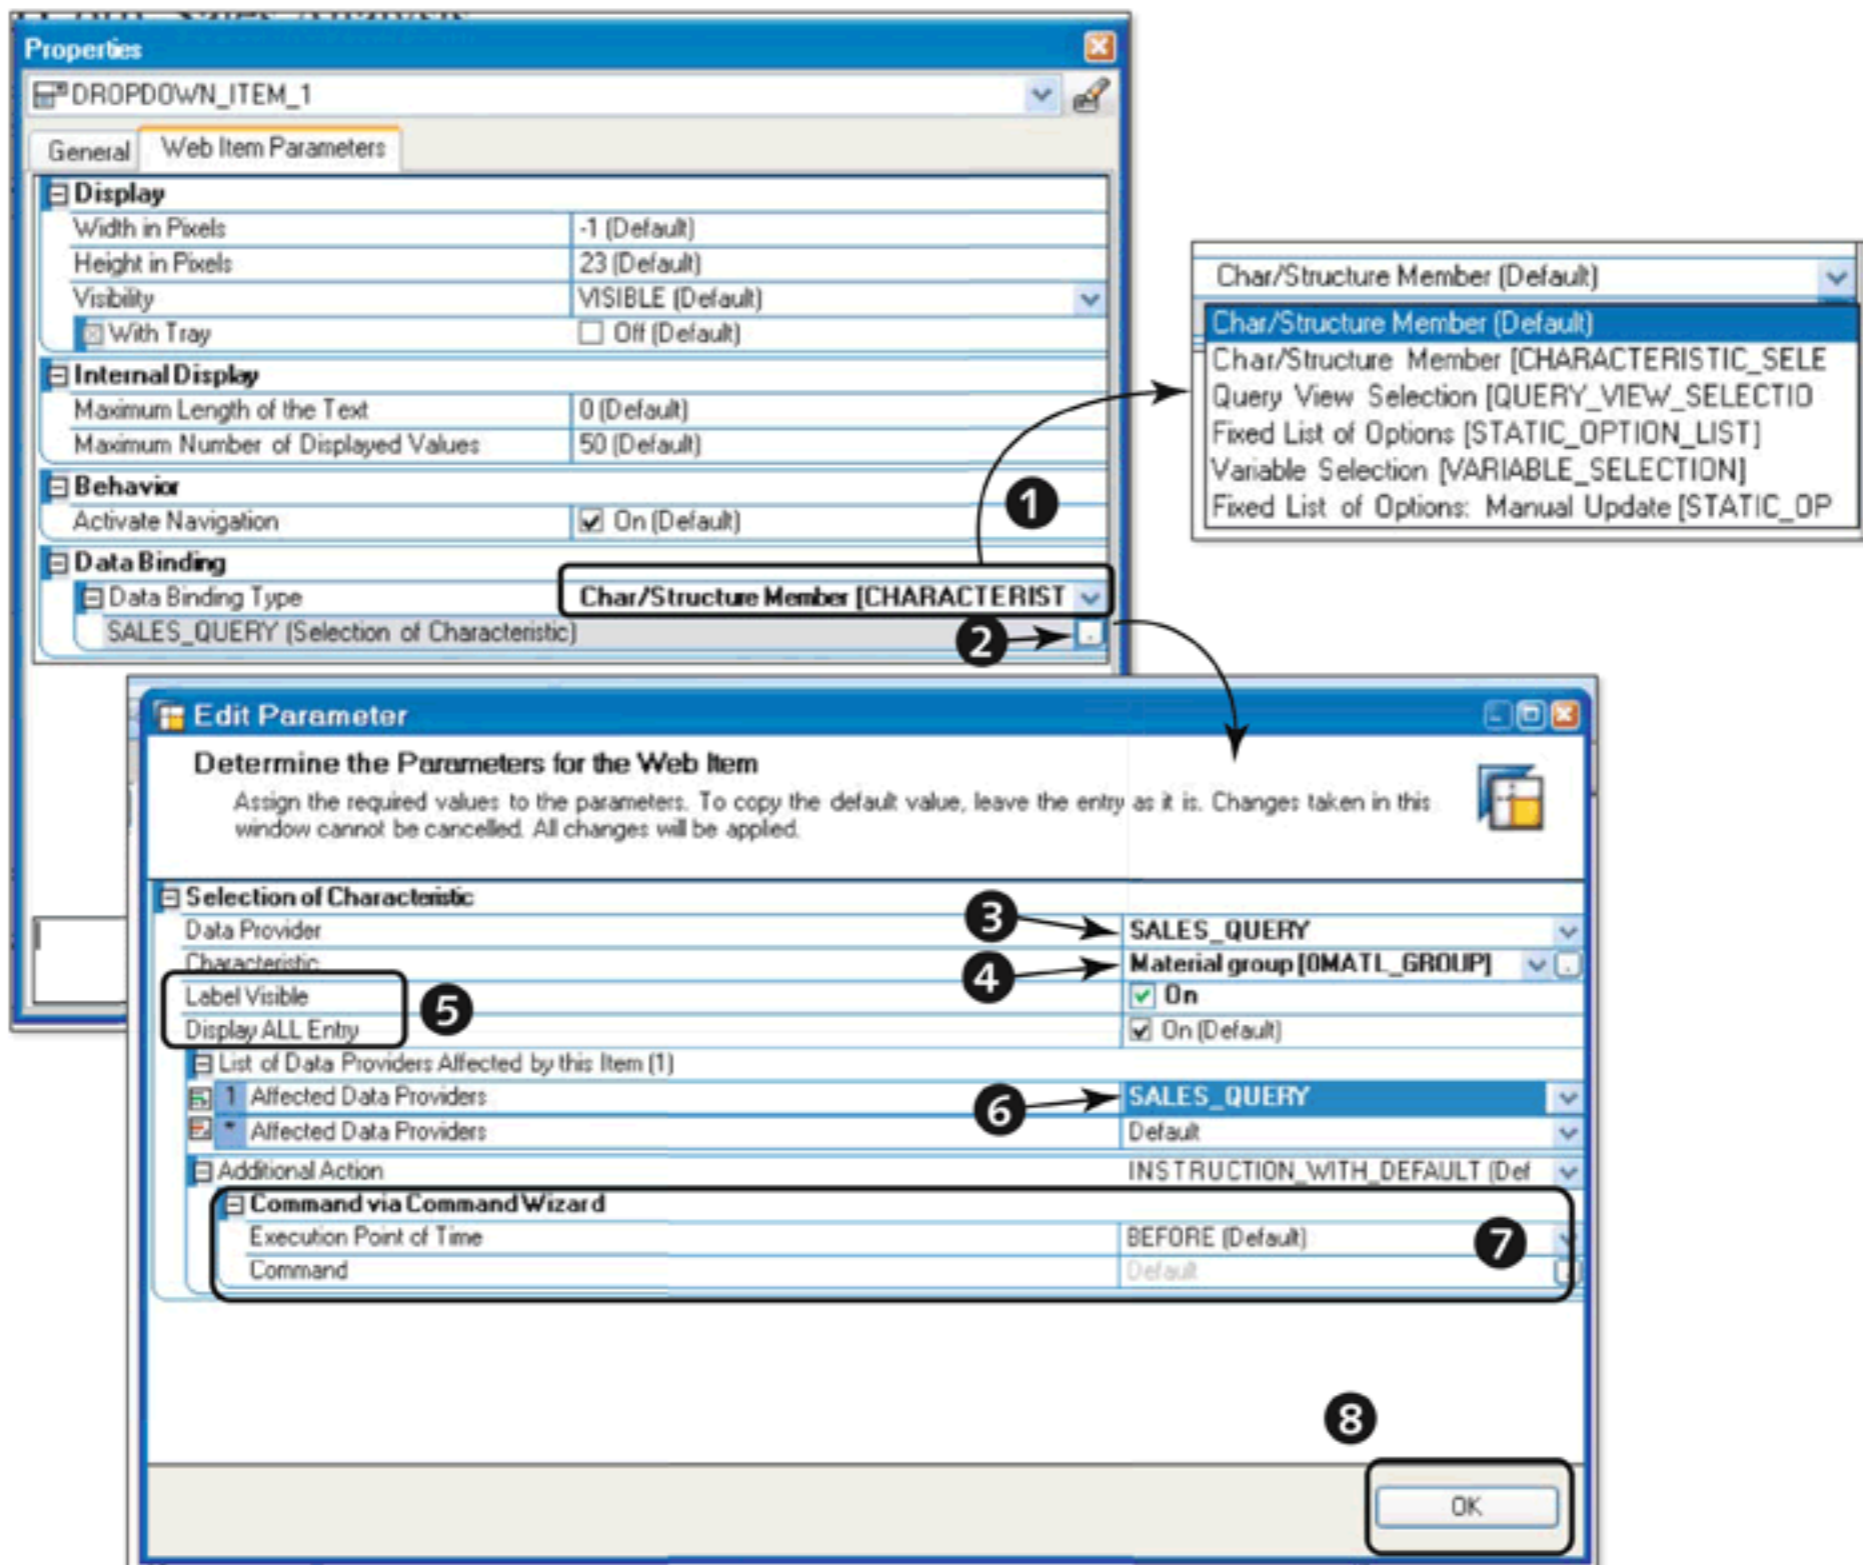 Sales Analysis
Properties
DROPDOWN_ITEM_1
General Web Item Parameters
Display
Width in Pixels -1 (Default)
Height in Pixels 23 (Default)
Visibility VISIBLE (Default)
With Tray Off (Default)
Internal Display
Maximum Length of the Text 0 (Default)
Maximum Number of Displayed Values 50 (Default)
Behavior
Activate Navigation On (Default)
Data Binding
Data Binding Type Char/Structure Member [CHARACTERIST
SALES_QUERY (Selection of Characteristic)
1
2
Char/Structure Member (Default)
Char/Structure Member (Default)
Char/Structure Member [CHARACTERISTIC_SELE
Query View Selection [QUERY_VIEW_SELECTIO
Fixed List of Options [STATIC_OPTION_LIST]
Variable Selection [VARIABLE_SELECTION]
Fixed List of Options: Manual Update [STATIC_OP
Edit Parameter
Determine the Parameters for the Web Item
Assign the required values to the parameters. To copy the default value, leave the entry as it is. Changes taken in this
window cannot be cancelled. All changes will be applied.
Selection of Characteristic
Data Provider 3 SALES_QUERY
Characteristic 4 Material group [0MATL_GROUP]
Label Visible 5 On
Display ALL Entry On (Default)
List of Data Providers Affected by this Item (1)
1 Affected Data Providers 6 SALES_QUERY
* Affected Data Providers Default
Additional Action INSTRUCTION_WITH_DEFAULT (Def
Command via Command Wizard
Execution Point of Time BEFORE (Default) 7
Command Default
8
OK